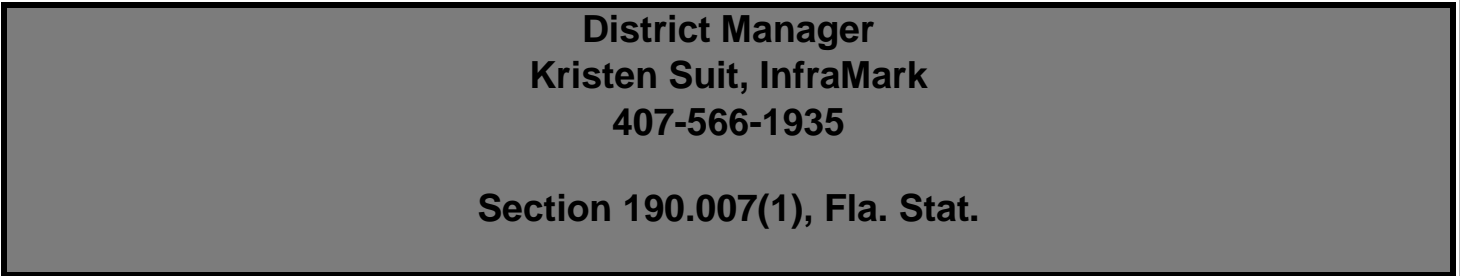 District Manager
Kristen Suit, InfraMark
407-566-1935
Section 190.007(1), Fla. Stat.